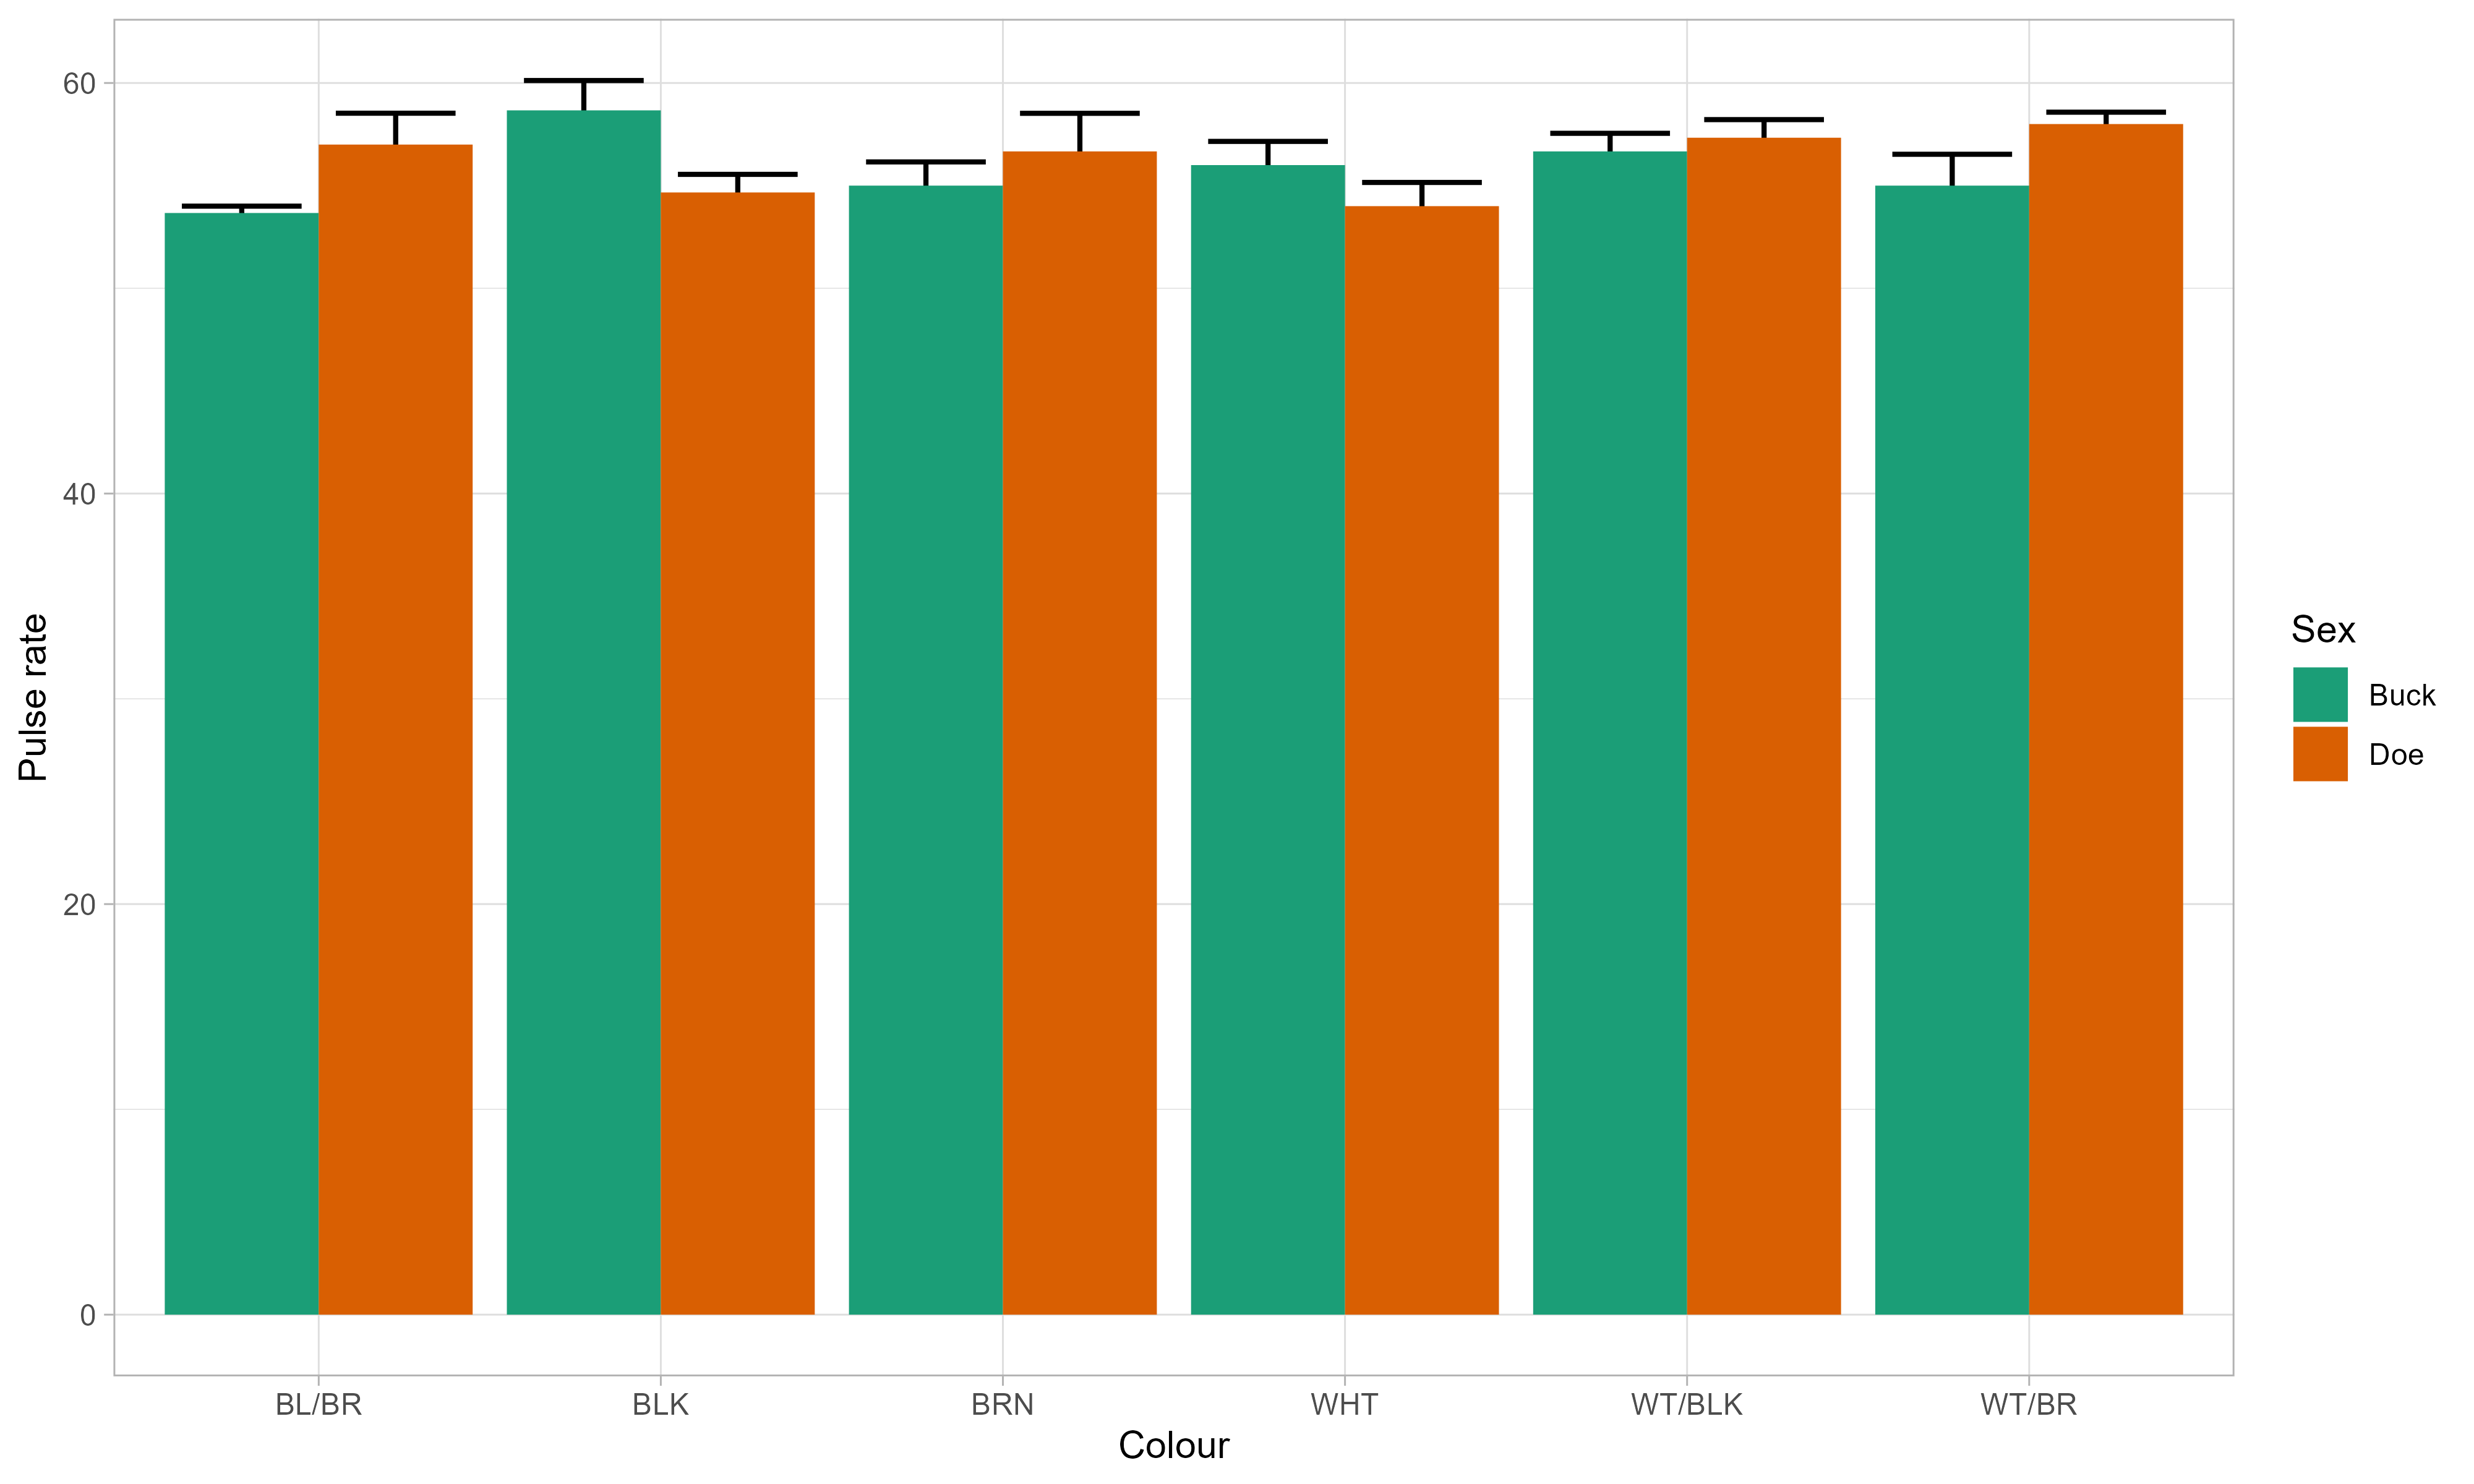 60
40
20
0
Pulse rate
BL/BR BLK BRN WHT WT/BLK WT/BR
Colour
Sex
Buck
Doe